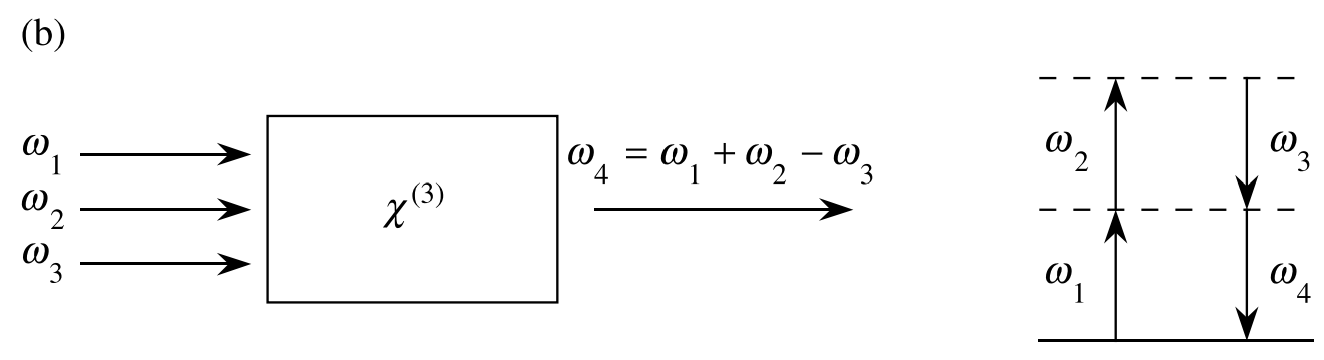 (b)
ω₁
ω₂
ω₃
χ⁽³⁾
ω₄ = ω₁ + ω₂ − ω₃
ω₂
ω₃
ω₁
ω₄